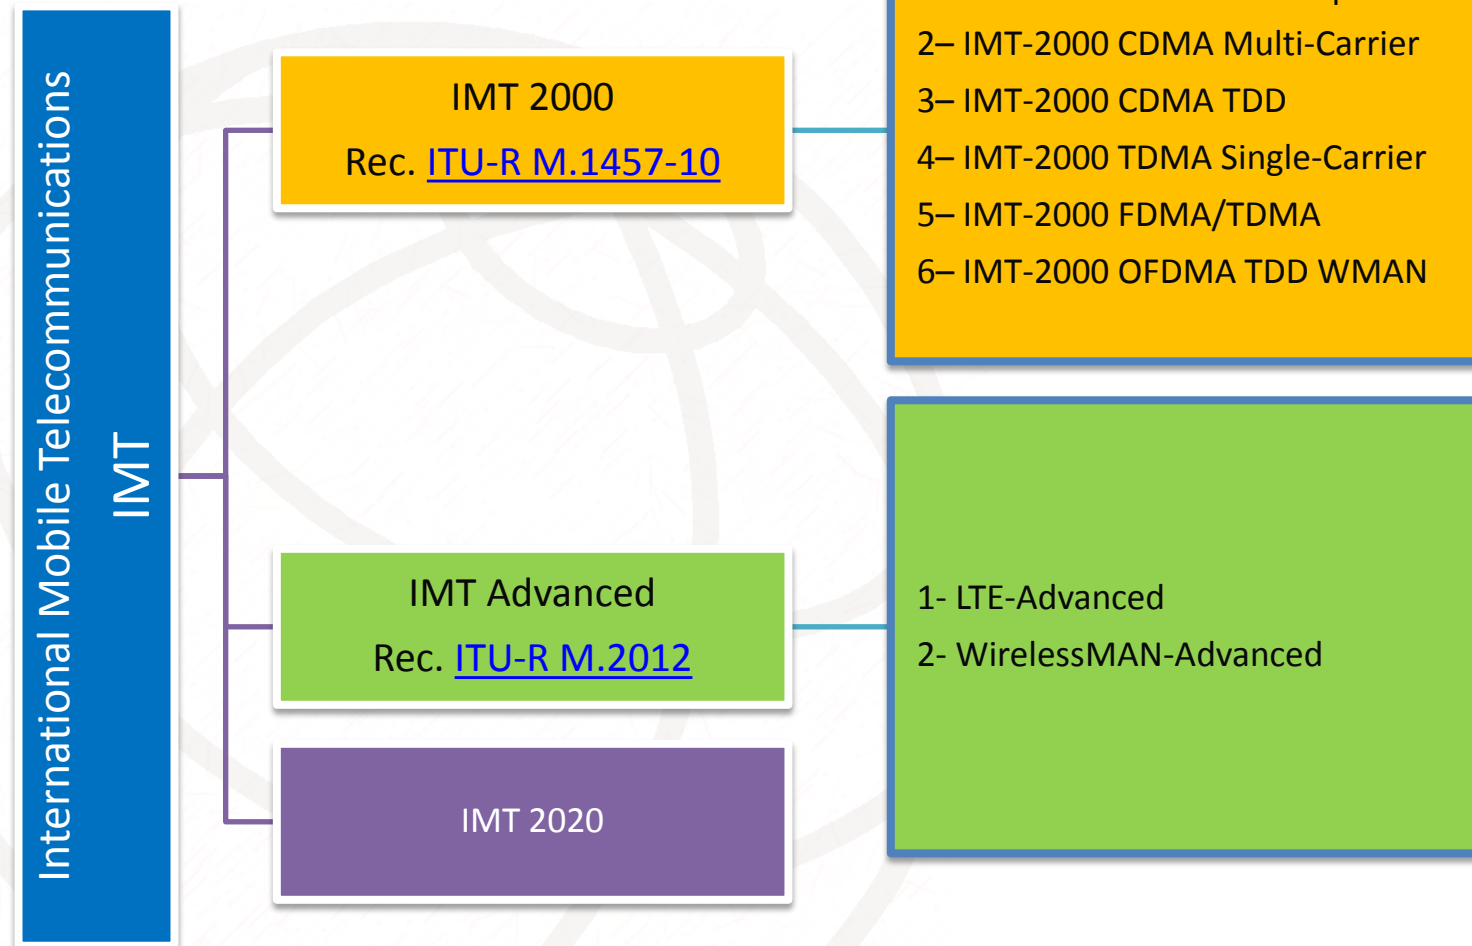 International Mobile Telecommunications
IMT
IMT 2000
Rec. ITU-R M.1457-10
2– IMT-2000 CDMA Multi-Carrier
3– IMT-2000 CDMA TDD
4– IMT-2000 TDMA Single-Carrier
5– IMT-2000 FDMA/TDMA
6– IMT-2000 OFDMA TDD WMAN
IMT Advanced
Rec. ITU-R M.2012
1- LTE-Advanced
2- WirelessMAN-Advanced
IMT 2020